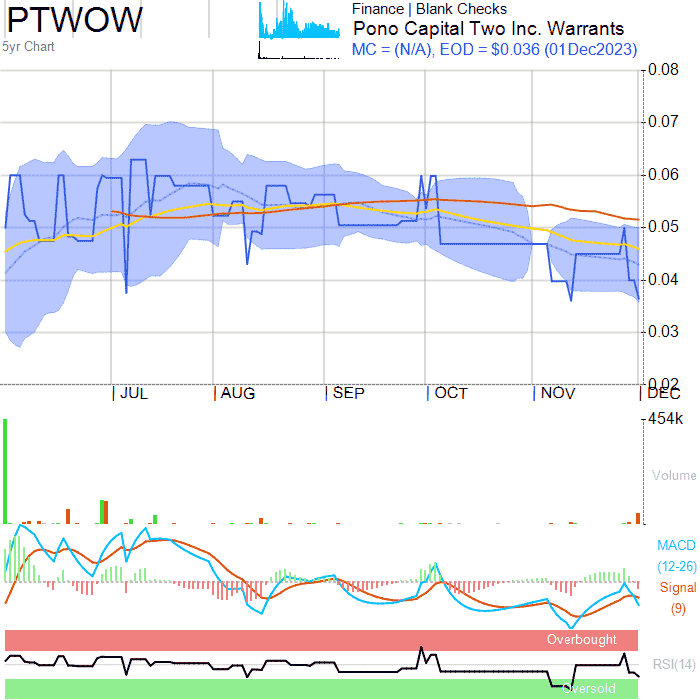 PTWOW
5yr Chart
Finance | Blank Checks
Pono Capital Two Inc. Warrants
MC = (N/A), EOD = $0.036 (01Dec2023)
0.08
0.07
0.06
0.05
0.04
0.03
0.02
JUL AUG SEP OCT NOV DEC
454k
Volume
MACD
(12-26)
Signal
(9)
Overbought
RSI(14)
Oversold